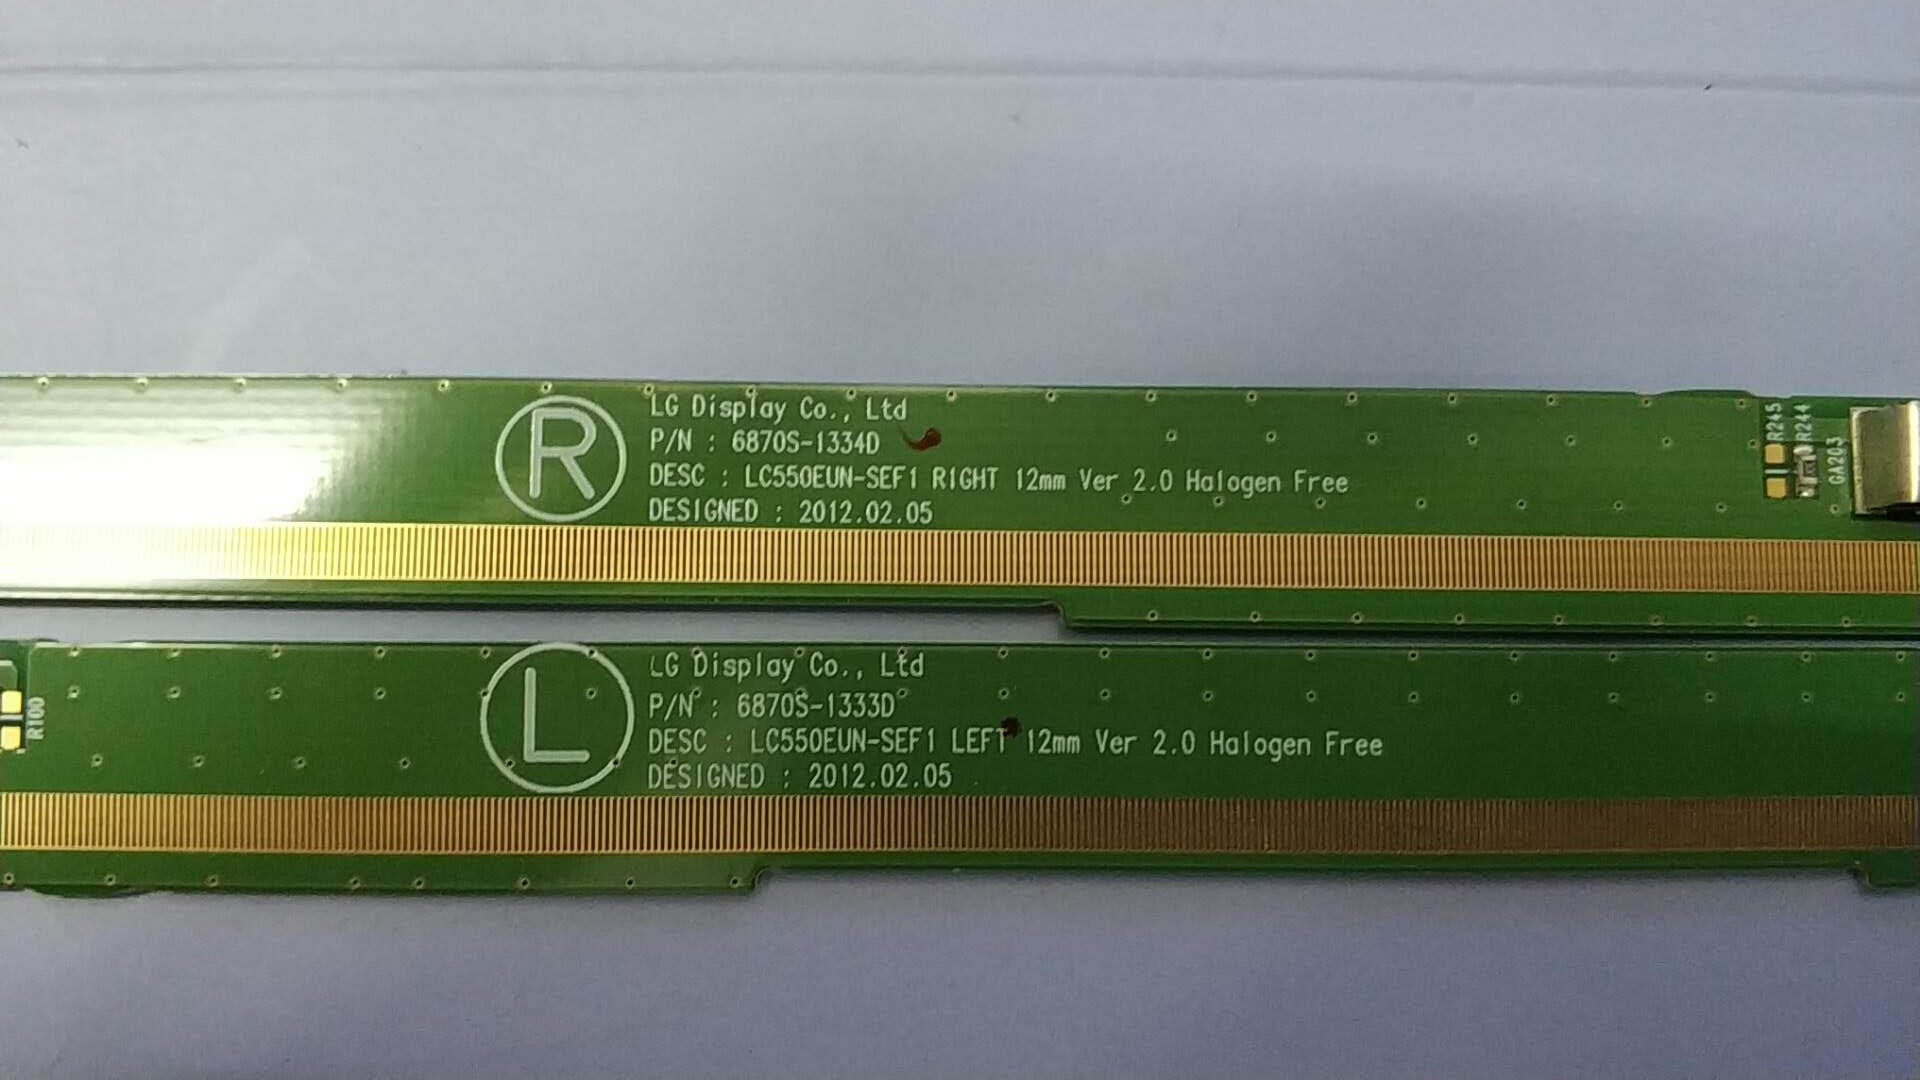 R
LG Display Co., Ltd
P/N : 6870S-1334D
DESC : LC550EUN-SEF1 RIGHT 12mm Ver 2.0 Halogen Free
DESIGNED : 2012.02.05
R245
R244
GA203
R100
L
LG Display Co., Ltd
P/N : 6870S-1333D
DESC : LC550EUN-SEF1 LEFT 12mm Ver 2.0 Halogen Free
DESIGNED : 2012.02.05